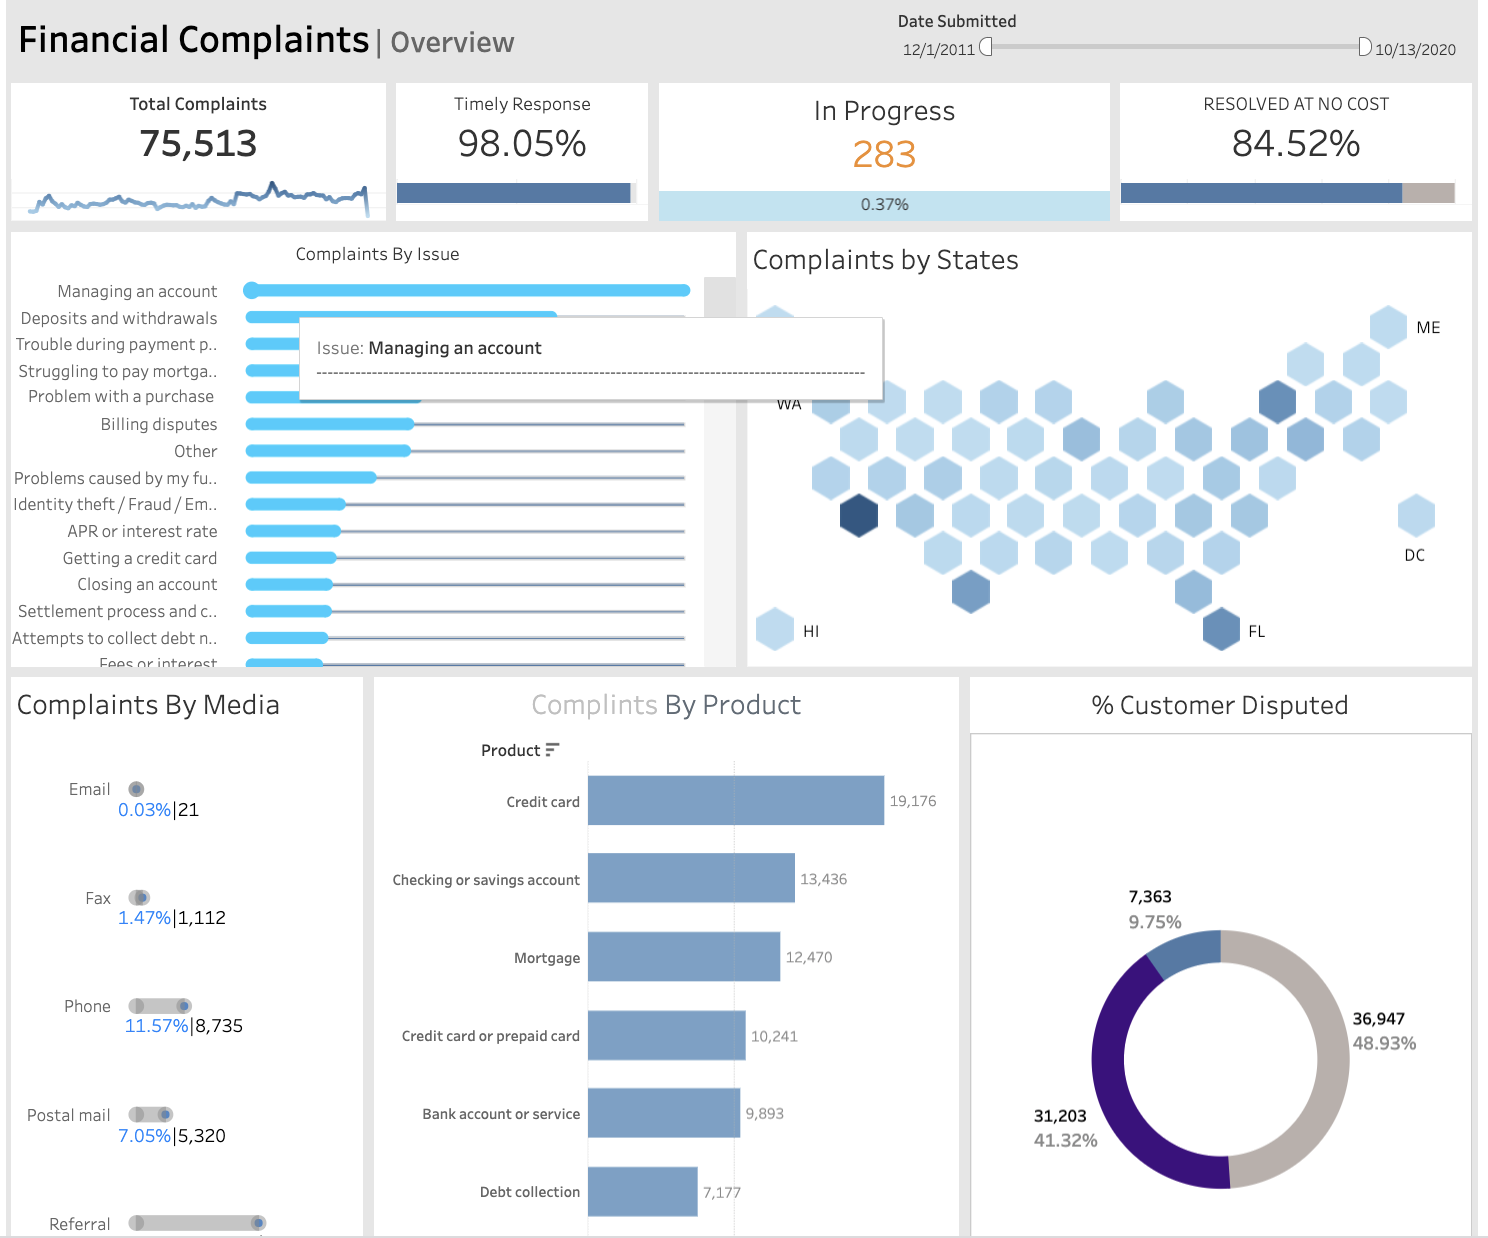 Financial Complaints | Overview
Date Submitted
12/1/2011
10/13/2020
Total Complaints
75,513
Timely Response
98.05%
In Progress
283
0.37%
RESOLVED AT NO COST
84.52%
Complaints By Issue
Managing an account
Deposits and withdrawals
Trouble during payment p..
Struggling to pay mortga..
Problem with a purchase
Billing disputes
Other
Problems caused by my fu..
Identity theft / Fraud / Em..
APR or interest rate
Getting a credit card
Closing an account
Settlement process and c..
Attempts to collect debt n..
Fees or interest
Issue: Managing an account
--------------------------------------------------------------------------------
Complaints by States
ME
WA
DC
HI
FL
Complaints By Media
Email
0.03%|21
Fax
1.47%|1,112
Phone
11.57%|8,735
Postal mail
7.05%|5,320
Referral
Complints By Product
Product
Credit card
19,176
Checking or savings account
13,436
Mortgage
12,470
Credit card or prepaid card
10,241
Bank account or service
9,893
Debt collection
7,177
% Customer Disputed
7,363
9.75%
36,947
48.93%
31,203
41.32%